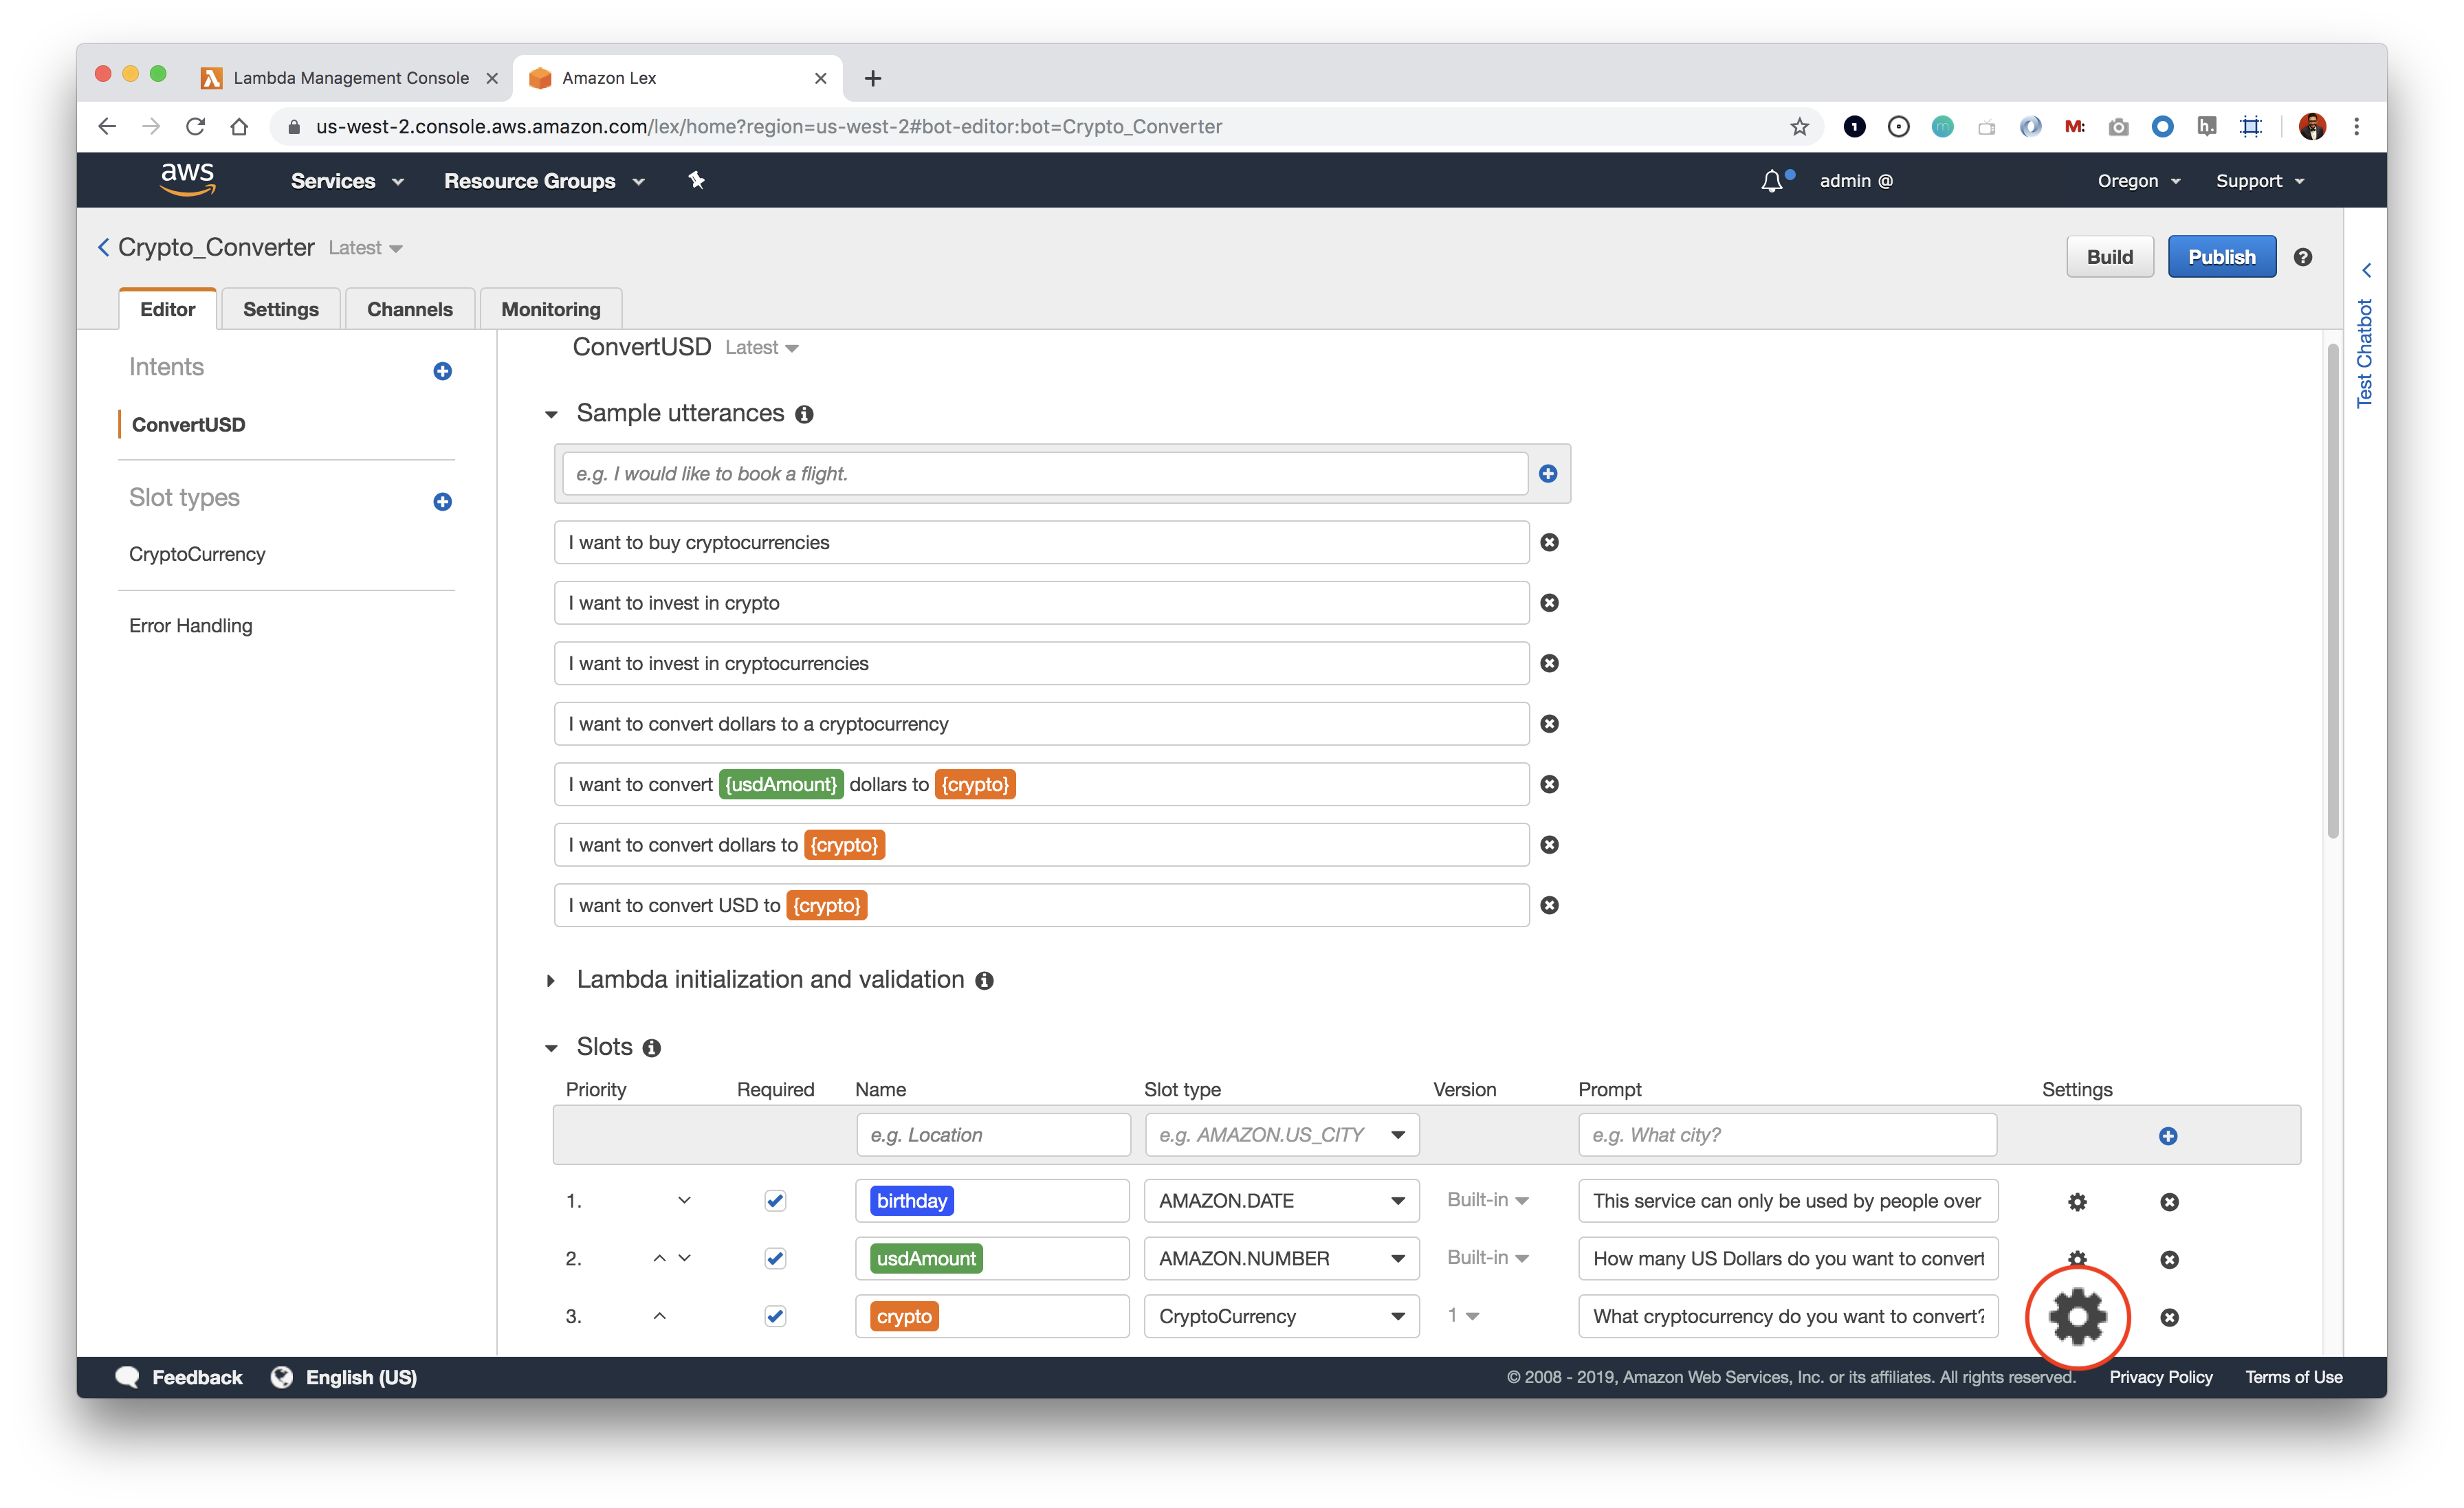 Lambda Management Console
Amazon Lex
us-west-2.console.aws.amazon.com/lex/home?region=us-west-2#bot-editor:bot=Crypto_Converter
1
m
M:
h.
aws
Services
Resource Groups
admin @
Oregon
Support
Crypto_Converter Latest
Build
Publish
Editor
Settings
Channels
Monitoring
Test Chatbot
Intents
ConvertUSD
Slot types
CryptoCurrency
Error Handling
ConvertUSD Latest
Sample utterances
e.g. I would like to book a flight.
I want to buy cryptocurrencies
I want to invest in crypto
I want to invest in cryptocurrencies
I want to convert dollars to a cryptocurrency
I want to convert {usdAmount} dollars to {crypto}
I want to convert dollars to {crypto}
I want to convert USD to {crypto}
Lambda initialization and validation
Slots
Priority Required Name Slot type Version Prompt Settings
e.g. Location e.g. AMAZON.US_CITY e.g. What city?
1. birthday AMAZON.DATE Built-in This service can only be used by people over
2. usdAmount AMAZON.NUMBER Built-in How many US Dollars do you want to convert
3. crypto CryptoCurrency 1 What cryptocurrency do you want to convert?
Feedback
English (US)
© 2008 - 2019, Amazon Web Services, Inc. or its affiliates. All rights reserved.
Privacy Policy
Terms of Use